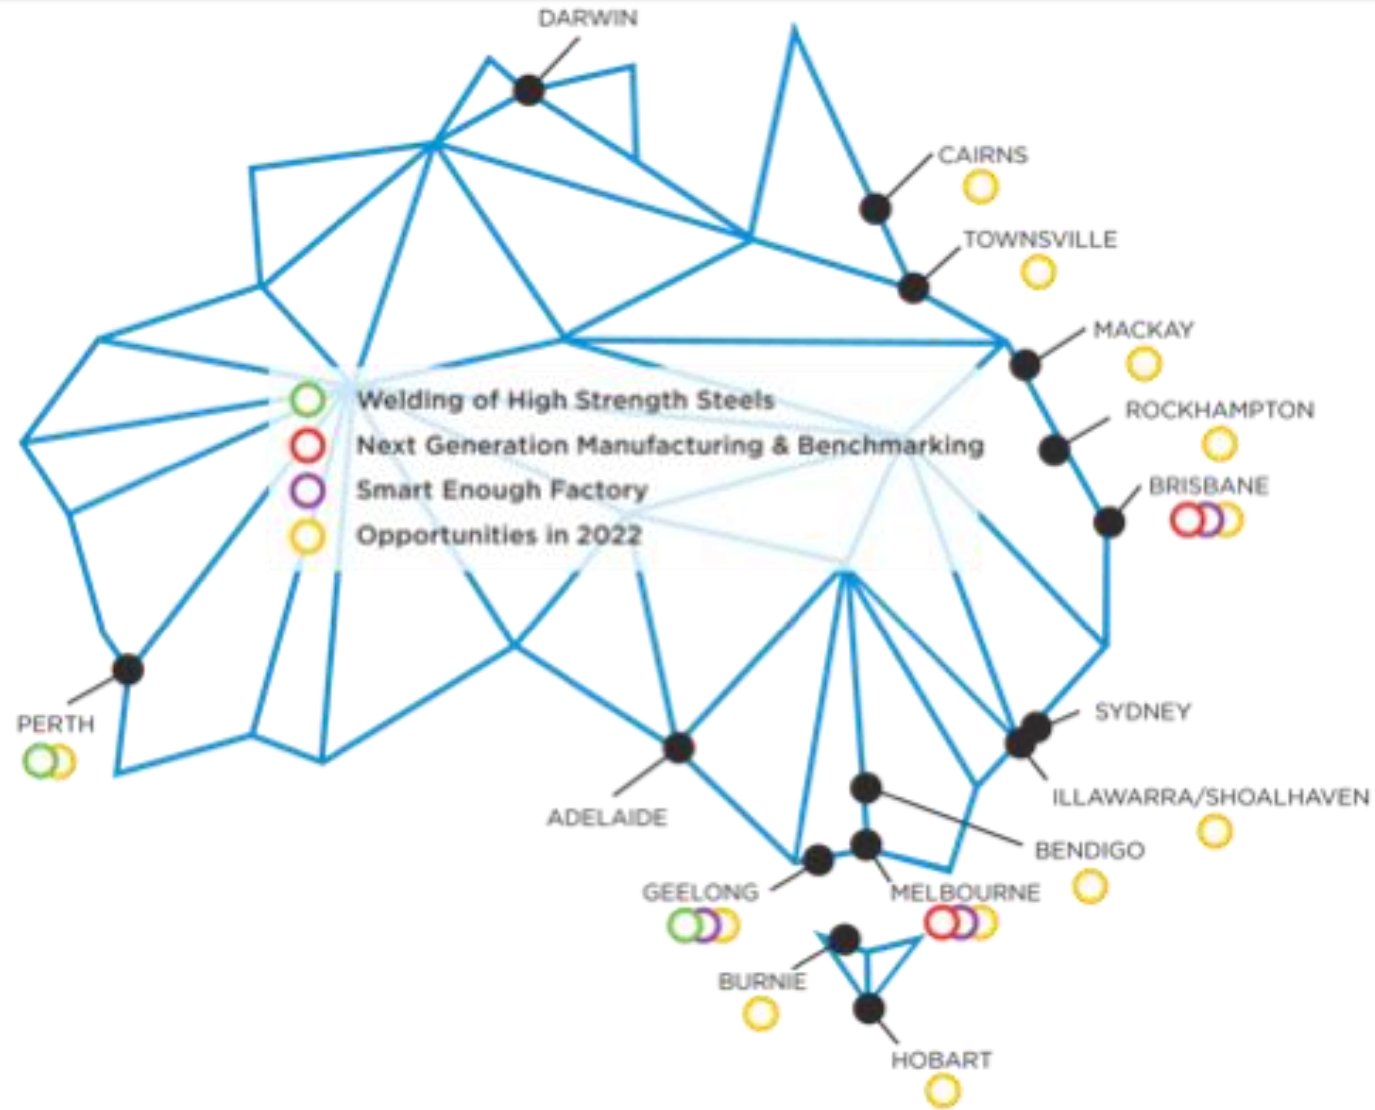 DARWIN
CAIRNS
TOWNSVILLE
MACKAY
Welding of High Strength Steels
ROCKHAMPTON
Next Generation Manufacturing & Benchmarking
Smart Enough Factory
BRISBANE
Opportunities in 2022
SYDNEY
PERTH
ILLAWARRA/SHOALHAVEN
ADELAIDE
BENDIGO
GEELONG
MELBOURNE
BURNIE
HOBART